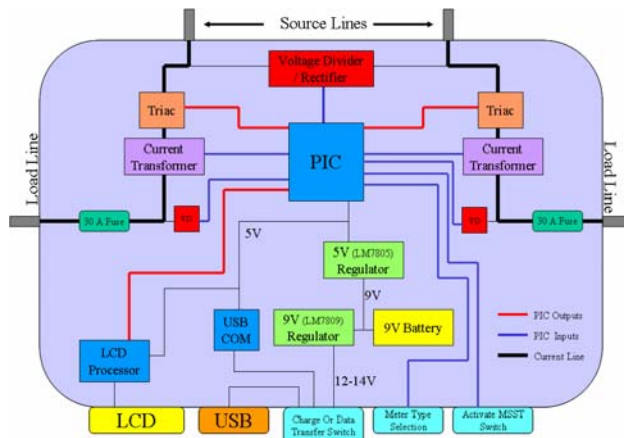 Source Lines
Voltage Divider
/ Rectifier
Triac
Triac
Current
Transformer
PIC
Current
Transformer
Load Line
Load Line
30 A Fuse
VD
VD
30 A Fuse
5V
5V (LM7805)
Regulator
9V
USB
COM
9V (LM7809)
Regulator
9V Battery
LCD
Processor
12-14V
PIC Outputs
PIC Inputs
Current Line
LCD
USB
Charge Or Data
Transfer Switch
Meter Type
Selection
Activate MSST
Switch